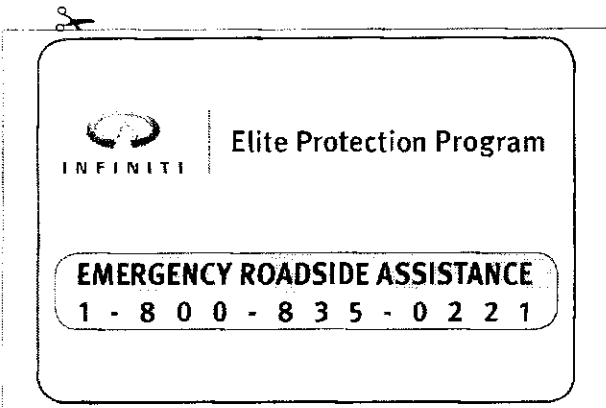 INFINITI
Elite Protection Program
EMERGENCY ROADSIDE ASSISTANCE
1-800-835-0221